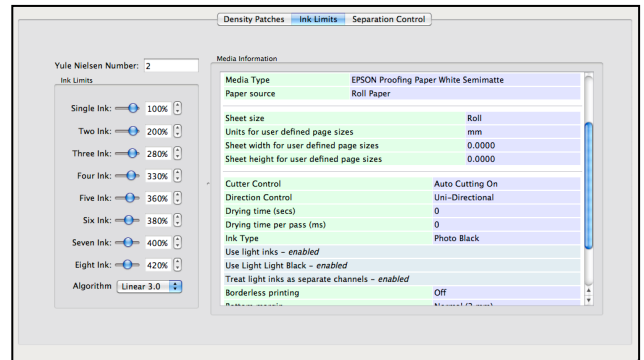 Density Patches Ink Limits Separation Control
Yule Nielsen Number: 2
Ink Limits
Single Ink: 100%
Two Ink: 200%
Three Ink: 280%
Four Ink: 330%
Five Ink: 360%
Six Ink: 380%
Seven Ink: 400%
Eight Ink: 420%
Algorithm Linear 3.0
Media Information
Media Type EPSON Proofing Paper White Semimatte
Paper source Roll Paper
Sheet size Roll
Units for user defined page sizes mm
Sheet width for user defined page sizes 0.0000
Sheet height for user defined page sizes 0.0000
Cutter Control Auto Cutting On
Direction Control Uni-Directional
Drying time (secs) 0
Drying time per pass (ms) 0
Ink Type Photo Black
Use light inks - enabled
Use Light Light Black - enabled
Treat light inks as separate channels - enabled
Borderless printing Off
Bottom margin Normal (3 mm)